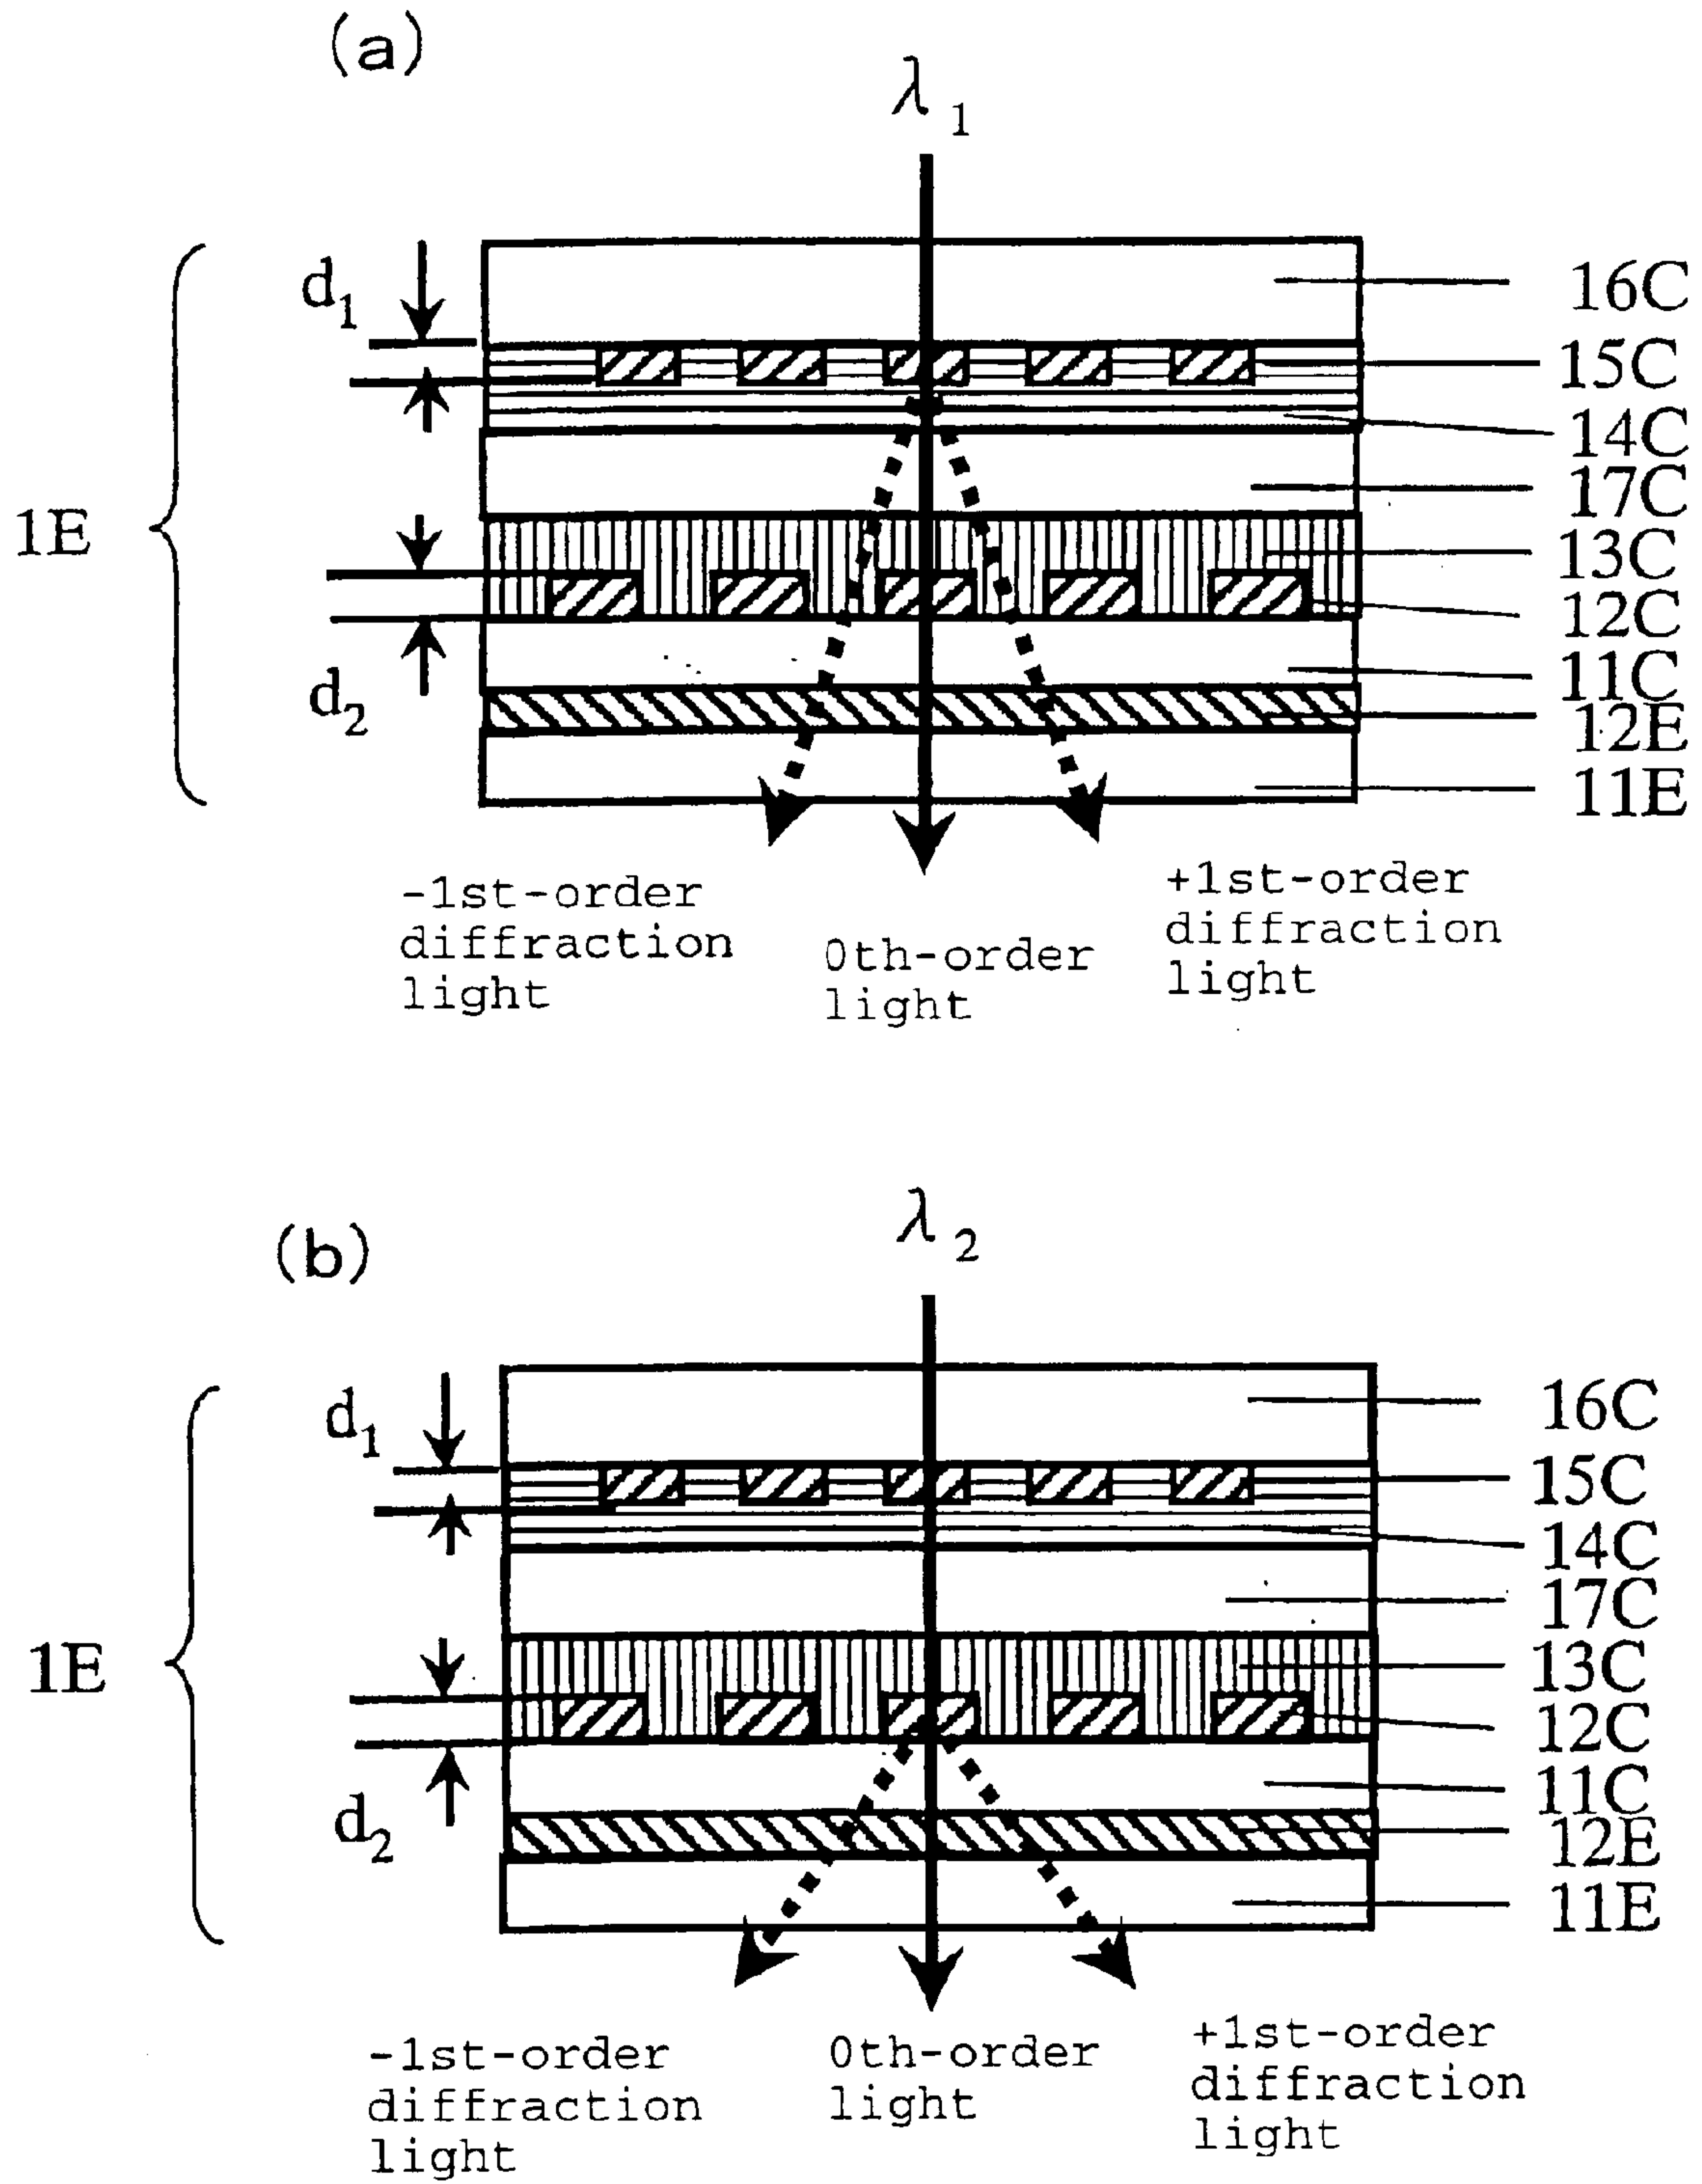 (a)
λ1
d1
16C
15C
14C
17C
1E
13C
12C
11C
d2
12E
11E
-1st-order
diffraction
light
0th-order
light
+1st-order
diffraction
light
(b)
λ2
d1
16C
15C
14C
17C
1E
13C
12C
11C
d2
12E
11E
-1st-order
diffraction
light
0th-order
light
+1st-order
diffraction
light